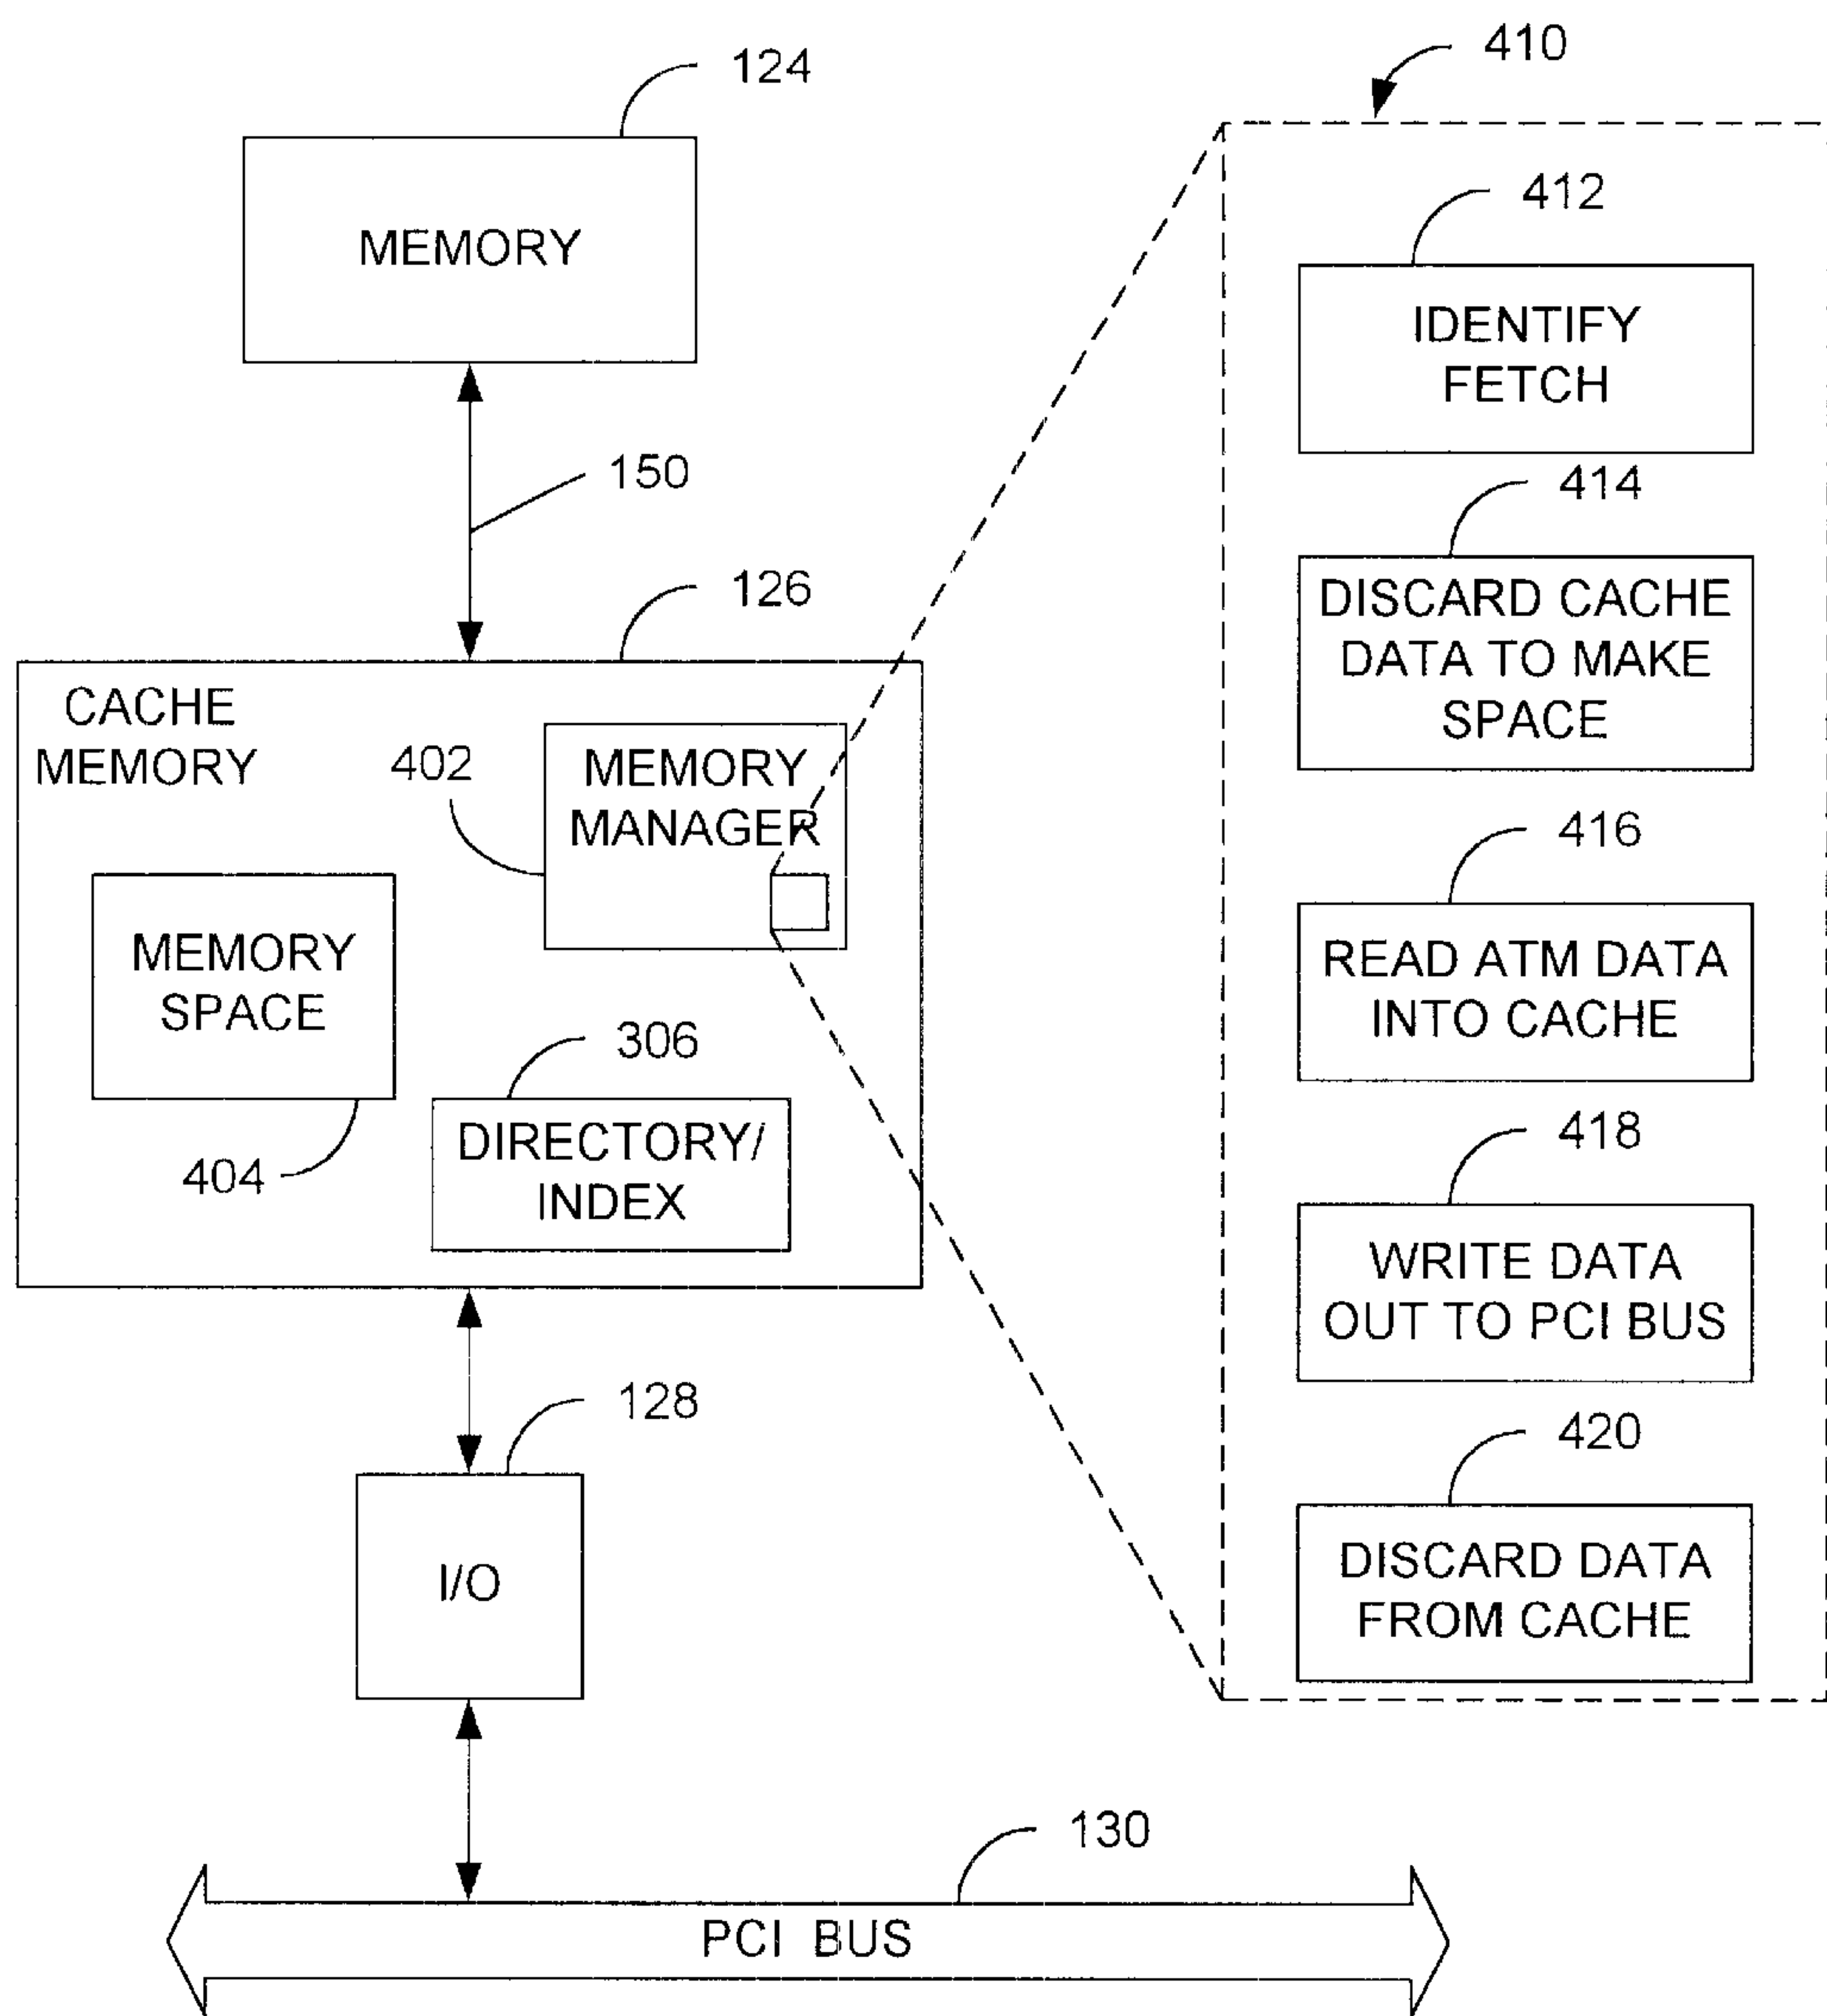 124
MEMORY
150
126
CACHE
MEMORY
402
MEMORY
MANAGER
MEMORY
SPACE
404
306
DIRECTORY/
INDEX
128
I/O
130
PCI BUS
410
412
IDENTIFY
FETCH
414
DISCARD CACHE
DATA TO MAKE
SPACE
416
READ ATM DATA
INTO CACHE
418
WRITE DATA
OUT TO PCI BUS
420
DISCARD DATA
FROM CACHE